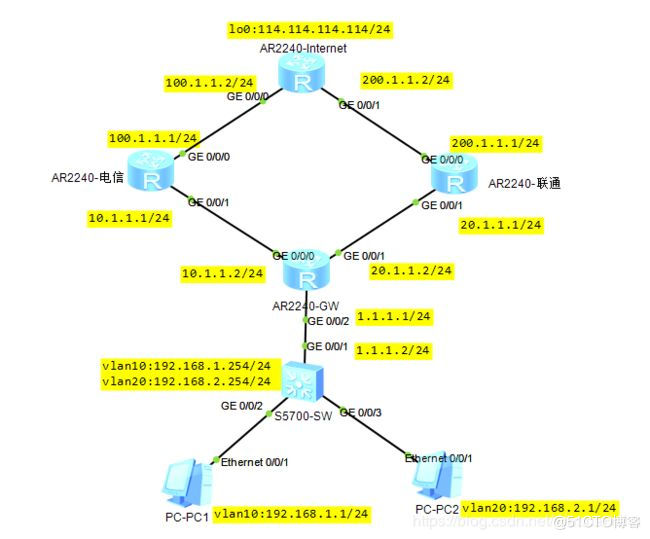 lo0:114.114.114.114/24
AR2240-Internet
100.1.1.2/24
200.1.1.2/24
GE 0/0/0
GE 0/0/1
100.1.1.1/24
200.1.1.1/24
GE 0/0/0
GE 0/0/0
AR2240-电信
R
R
R
AR2240-联通
GE 0/0/1
GE 0/0/1
10.1.1.1/24
20.1.1.1/24
GE 0/0/0
GE 0/0/1
10.1.1.2/24
R
20.1.1.2/24
AR2240-GW
GE 0/0/2
1.1.1.1/24
GE 0/0/1
1.1.1.2/24
vlan10:192.168.1.254/24
vlan20:192.168.2.254/24
GE 0/0/2
S5700-SW
GE 0/0/3
Ethernet 0/0/1
Ethernet 0/0/1
PC-PC1
vlan10:192.168.1.1/24
PC-PC2
vlan20:192.168.2.1/24
@51CTO博客